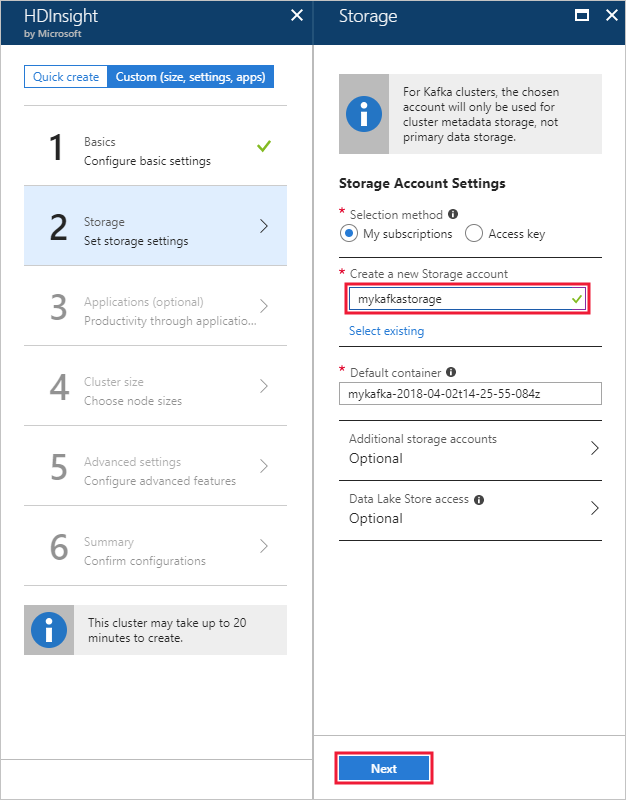 HDInsight
by Microsoft
Quick create
Custom (size, settings, apps)
1
Basics
Configure basic settings
2
Storage
Set storage settings
3
Applications (optional)
Productivity through applicatio...
4
Cluster size
Choose node sizes
5
Advanced settings
Configure advanced features
6
Summary
Confirm configurations
This cluster may take up to 20
minutes to create.
Storage
For Kafka clusters, the chosen
account will only be used for
cluster metadata storage, not
primary data storage.
Storage Account Settings
* Selection method
My subscriptions
Access key
* Create a new Storage account
mykafkastorage
Select existing
* Default container
mykafka-2018-04-02t14-25-55-084z
Additional storage accounts
Optional
Data Lake Store access
Optional
Next